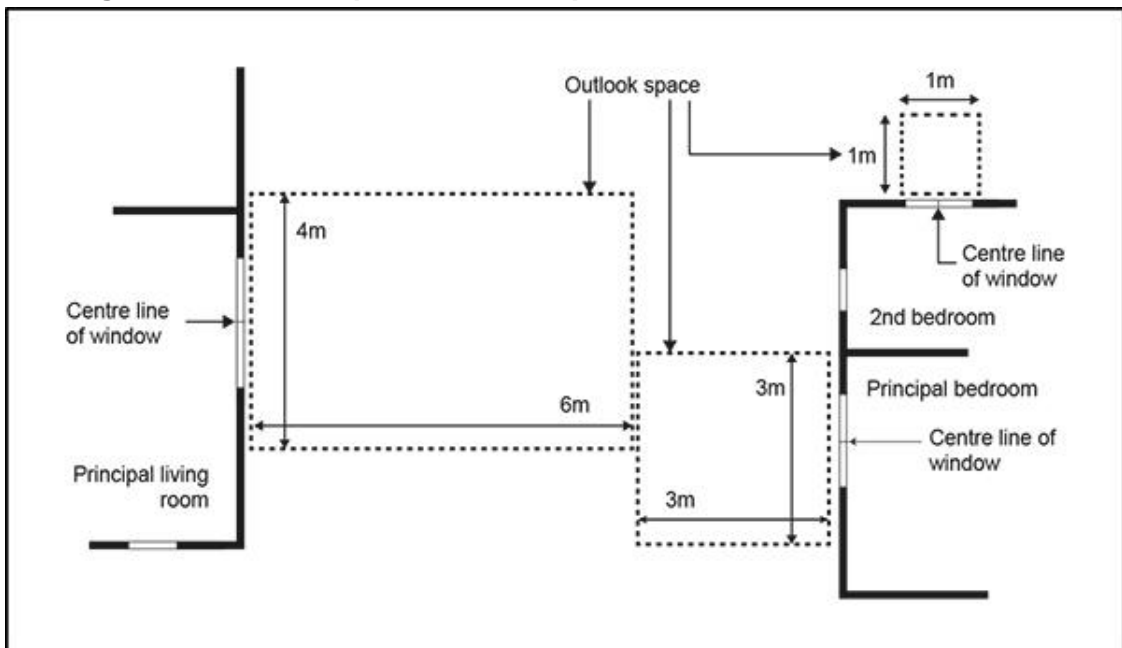 Outlook space
1m
1m
4m
Centre line
of window
Centre line
of window
2nd bedroom
3m
Principal bedroom
6m
Centre line of
window
Principal living
room
3m